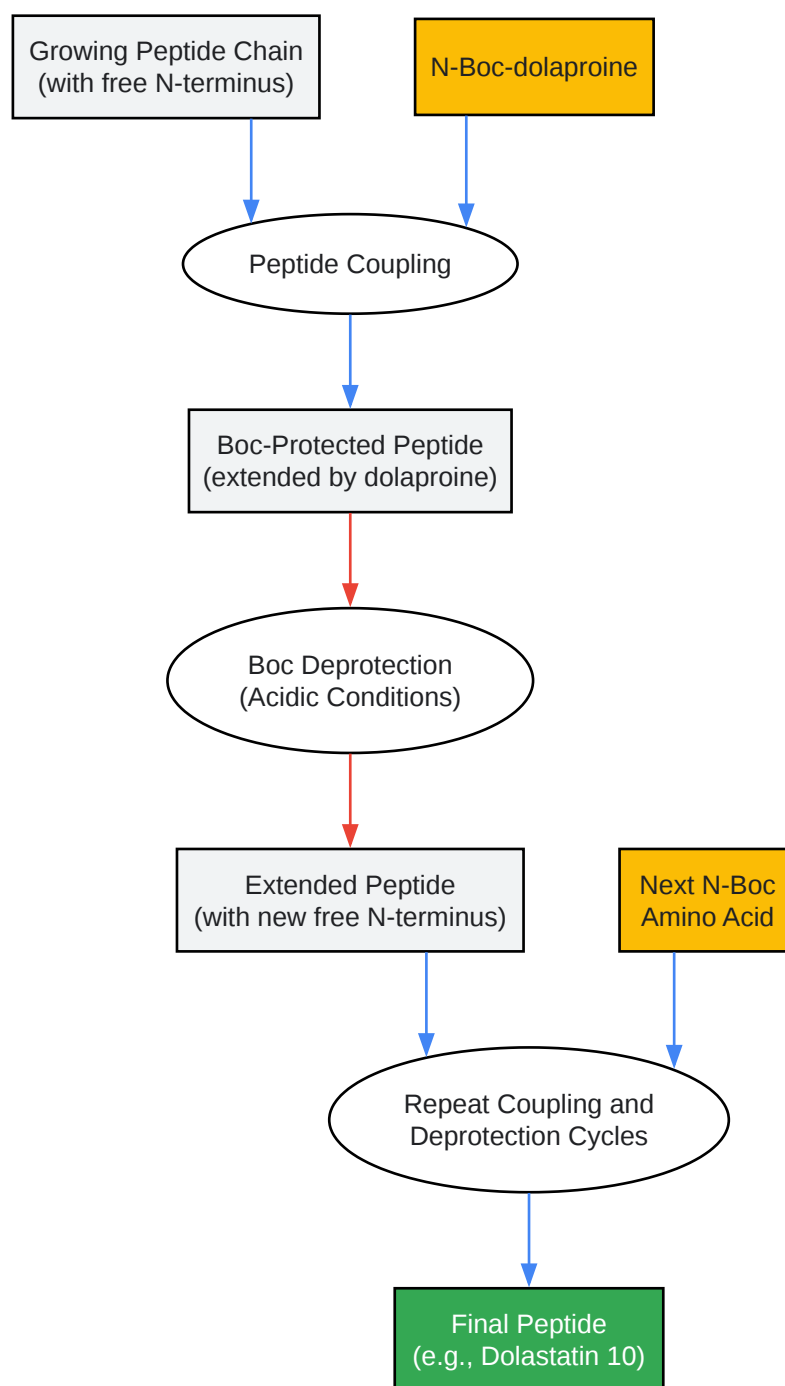 Growing Peptide Chain
(with free N-terminus)
N-Boc-dolaproine
Peptide Coupling
Boc-Protected Peptide
(extended by dolaproine)
Boc Deprotection
(Acidic Conditions)
Extended Peptide
(with new free N-terminus)
Next N-Boc
Amino Acid
Repeat Coupling and
Deprotection Cycles
Final Peptide
(e.g., Dolastatin 10)